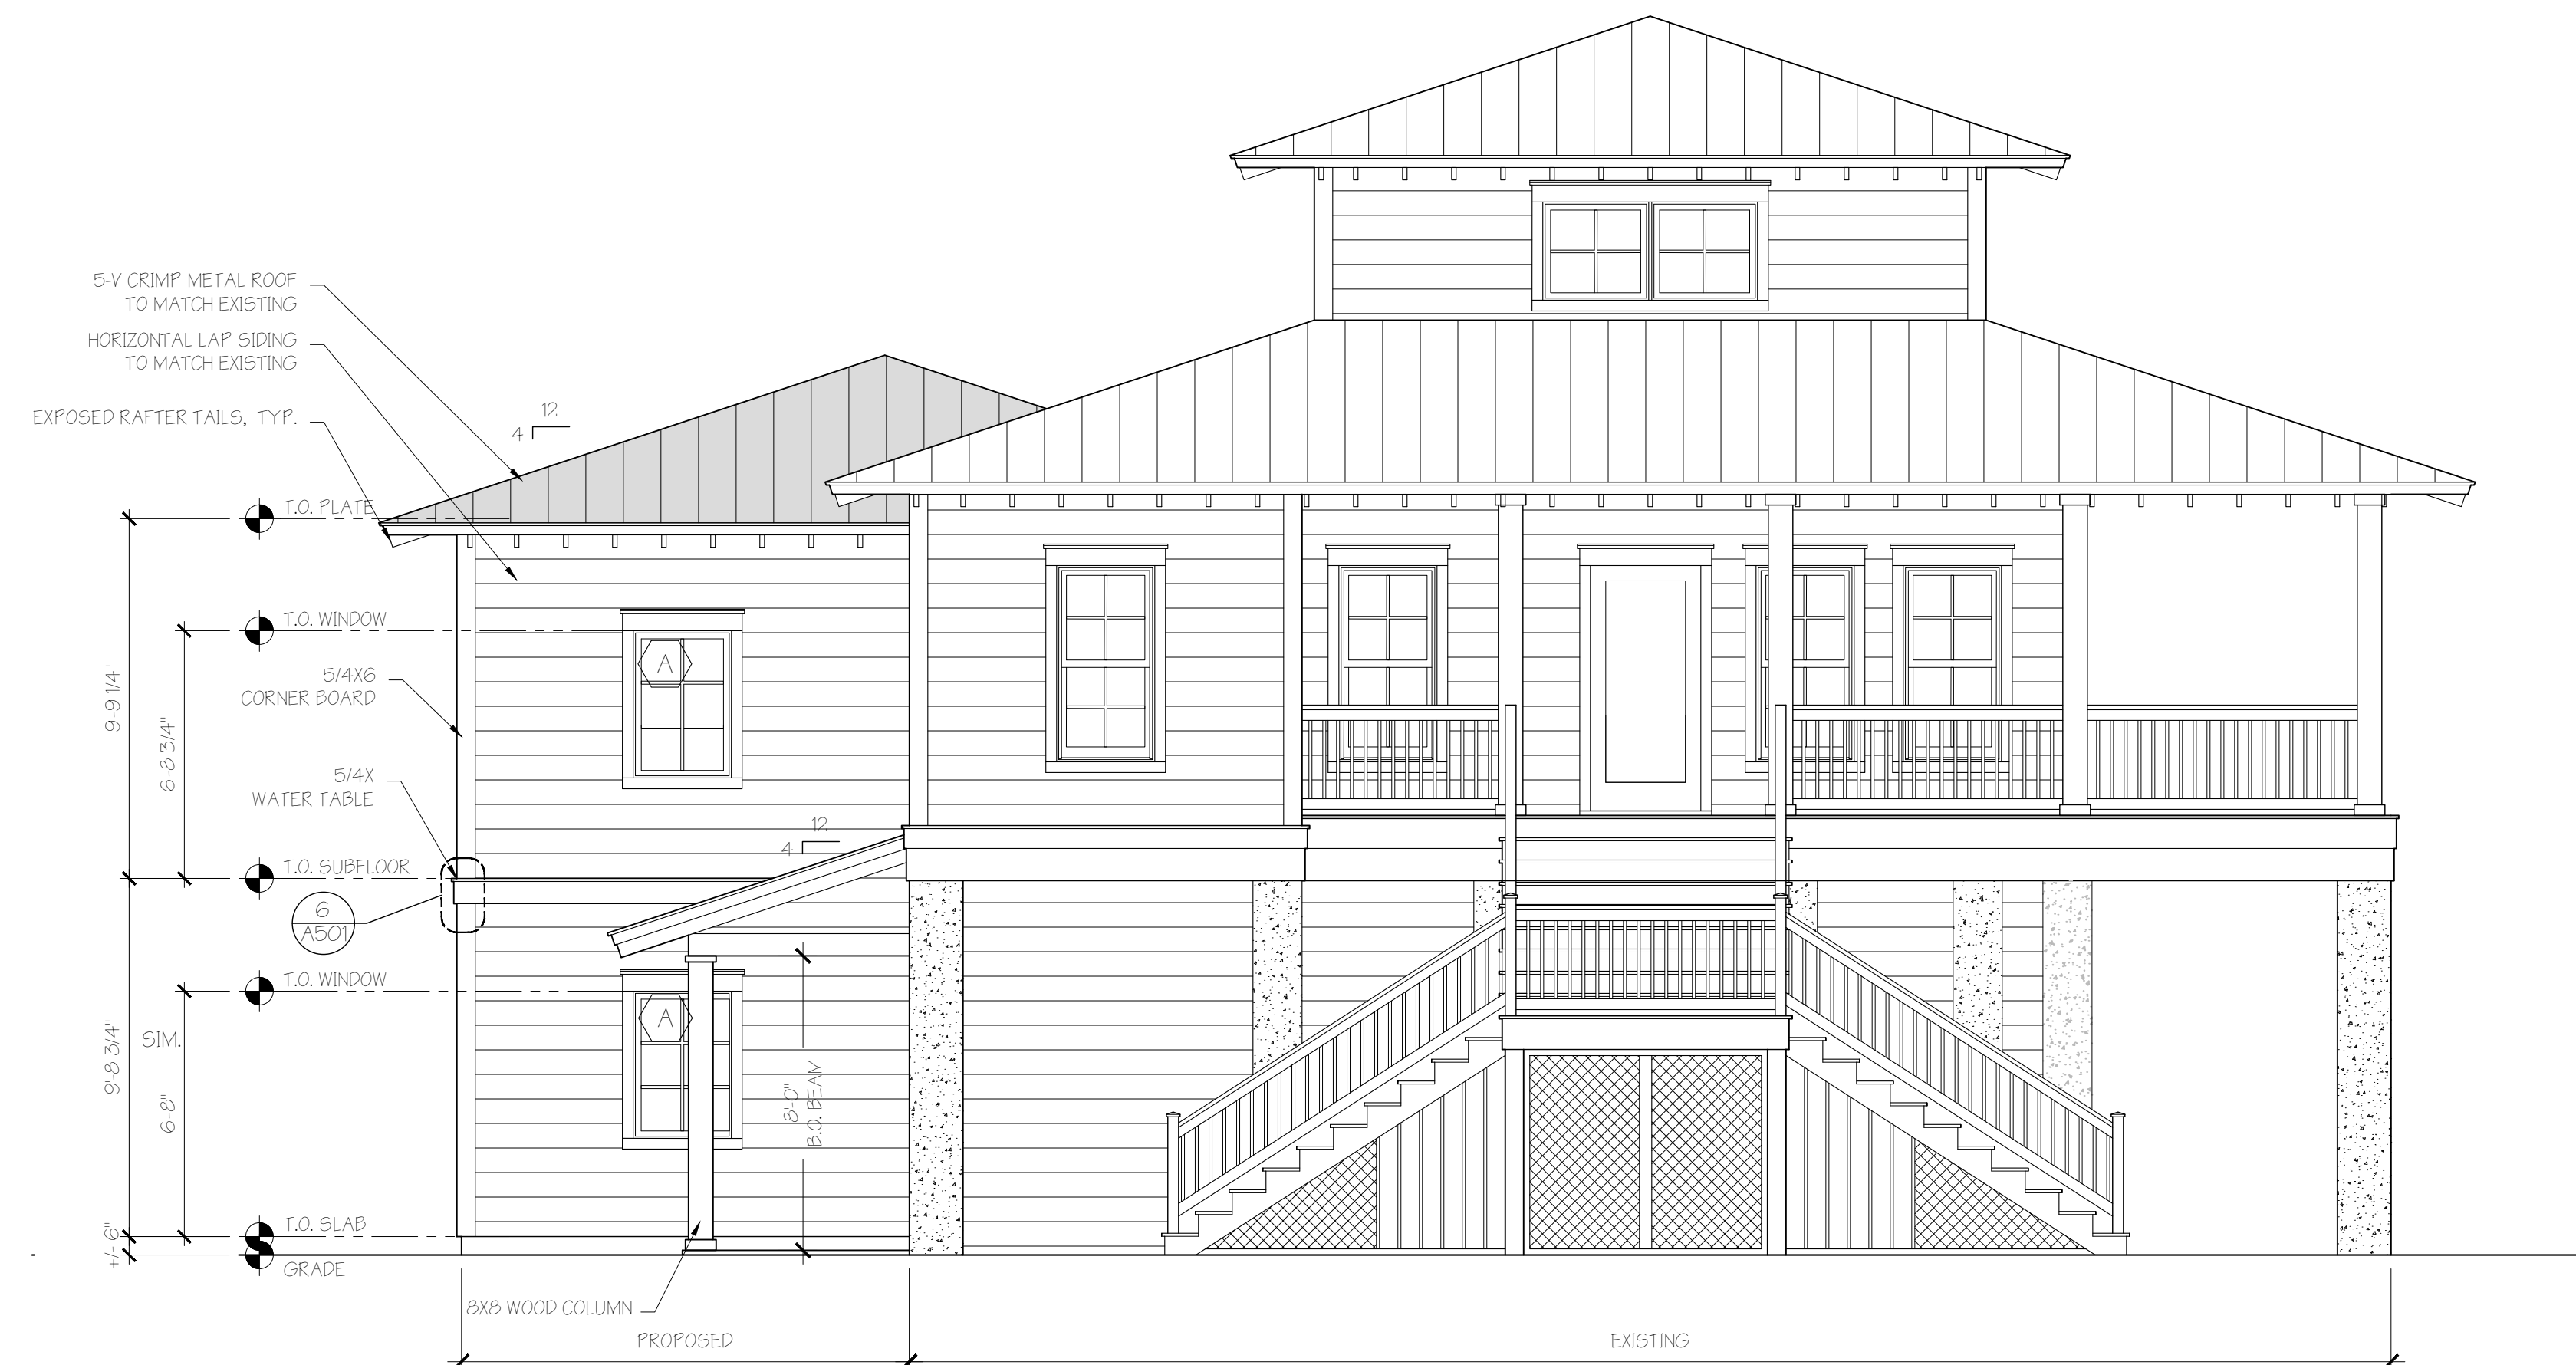 5-V CRIMP METAL ROOF
TO MATCH EXISTING
HORIZONTAL LAP SIDING
TO MATCH EXISTING
EXPOSED RAFTER TAILS, TYP.
12
4
T.O. PLATE
T.O. WINDOW
5/4X6
CORNER BOARD
9'-9 1/4"
6'-8 3/4"
A
5/4X
WATER TABLE
12
4
T.O. SUBFLOOR
6
A501
T.O. WINDOW
A
SIM.
9'-8 3/4"
6'-8"
8'-0"
B.O. BEAM
T.O. SLAB
+/- 6"
GRADE
8X8 WOOD COLUMN
PROPOSED
EXISTING